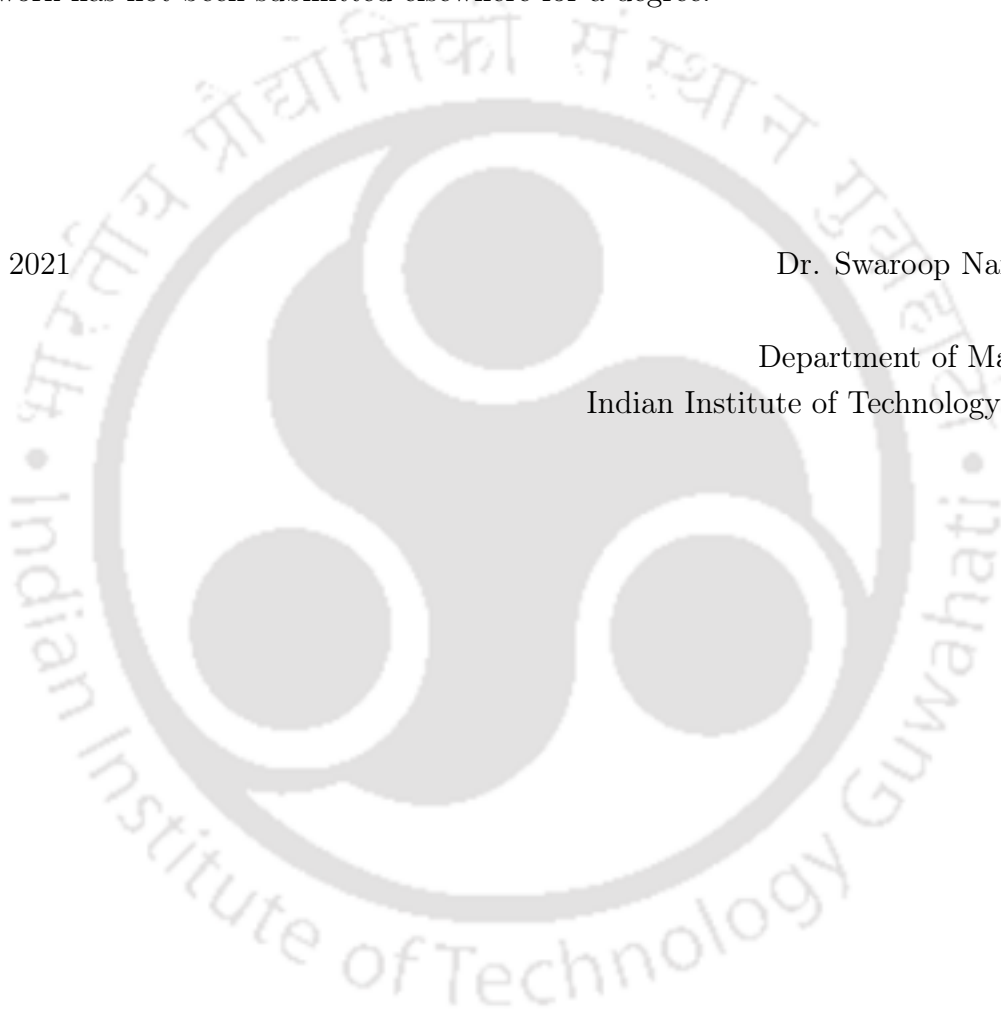 work has not been submitted elsewhere for a degree.
2021
Dr. Swaroop Na
Department of Ma
Indian Institute of Technology
भारतीय प्रौद्योगिकी संस्थान गुवाहाटी
• Indian Institute of Technology Guwahati •